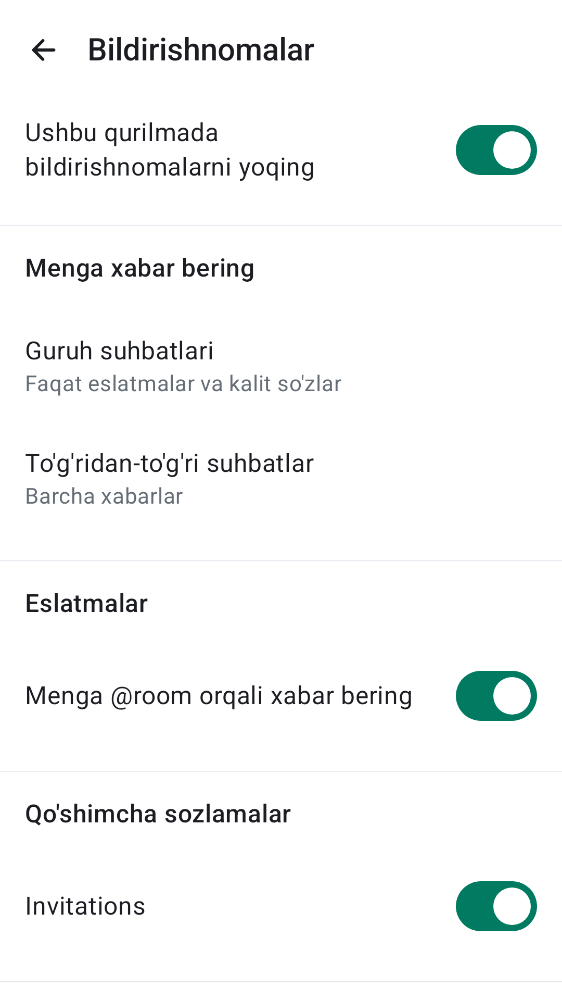 Bildirishnomalar
Ushbu qurilmada
bildirishnomalarni yoqing
Menga xabar bering
Guruh suhbatlari
Faqat eslatmalar va kalit so'zlar
To'g'ridan-to'g'ri suhbatlar
Barcha xabarlar
Eslatmalar
Menga @room orqali xabar bering
Qo'shimcha sozlamalar
Invitations